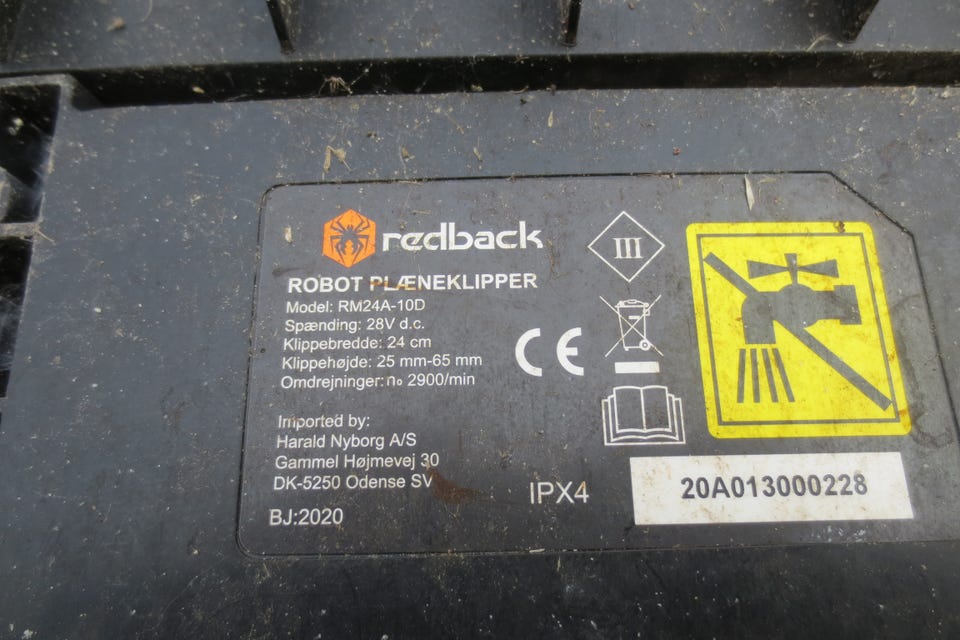 redback
III
ROBOT PLÆNEKLIPPER
Model: RM24A-10D
Spænding: 28V d.c.
Klippebredde: 24 cm
Klippehøjde: 25 mm-65 mm
Omdrejninger: n₀ 2900/min
CE
Imported by:
Harald Nyborg A/S
Gammel Højmevej 30
DK-5250 Odense SV
BJ:2020
IPX4
20A013000228